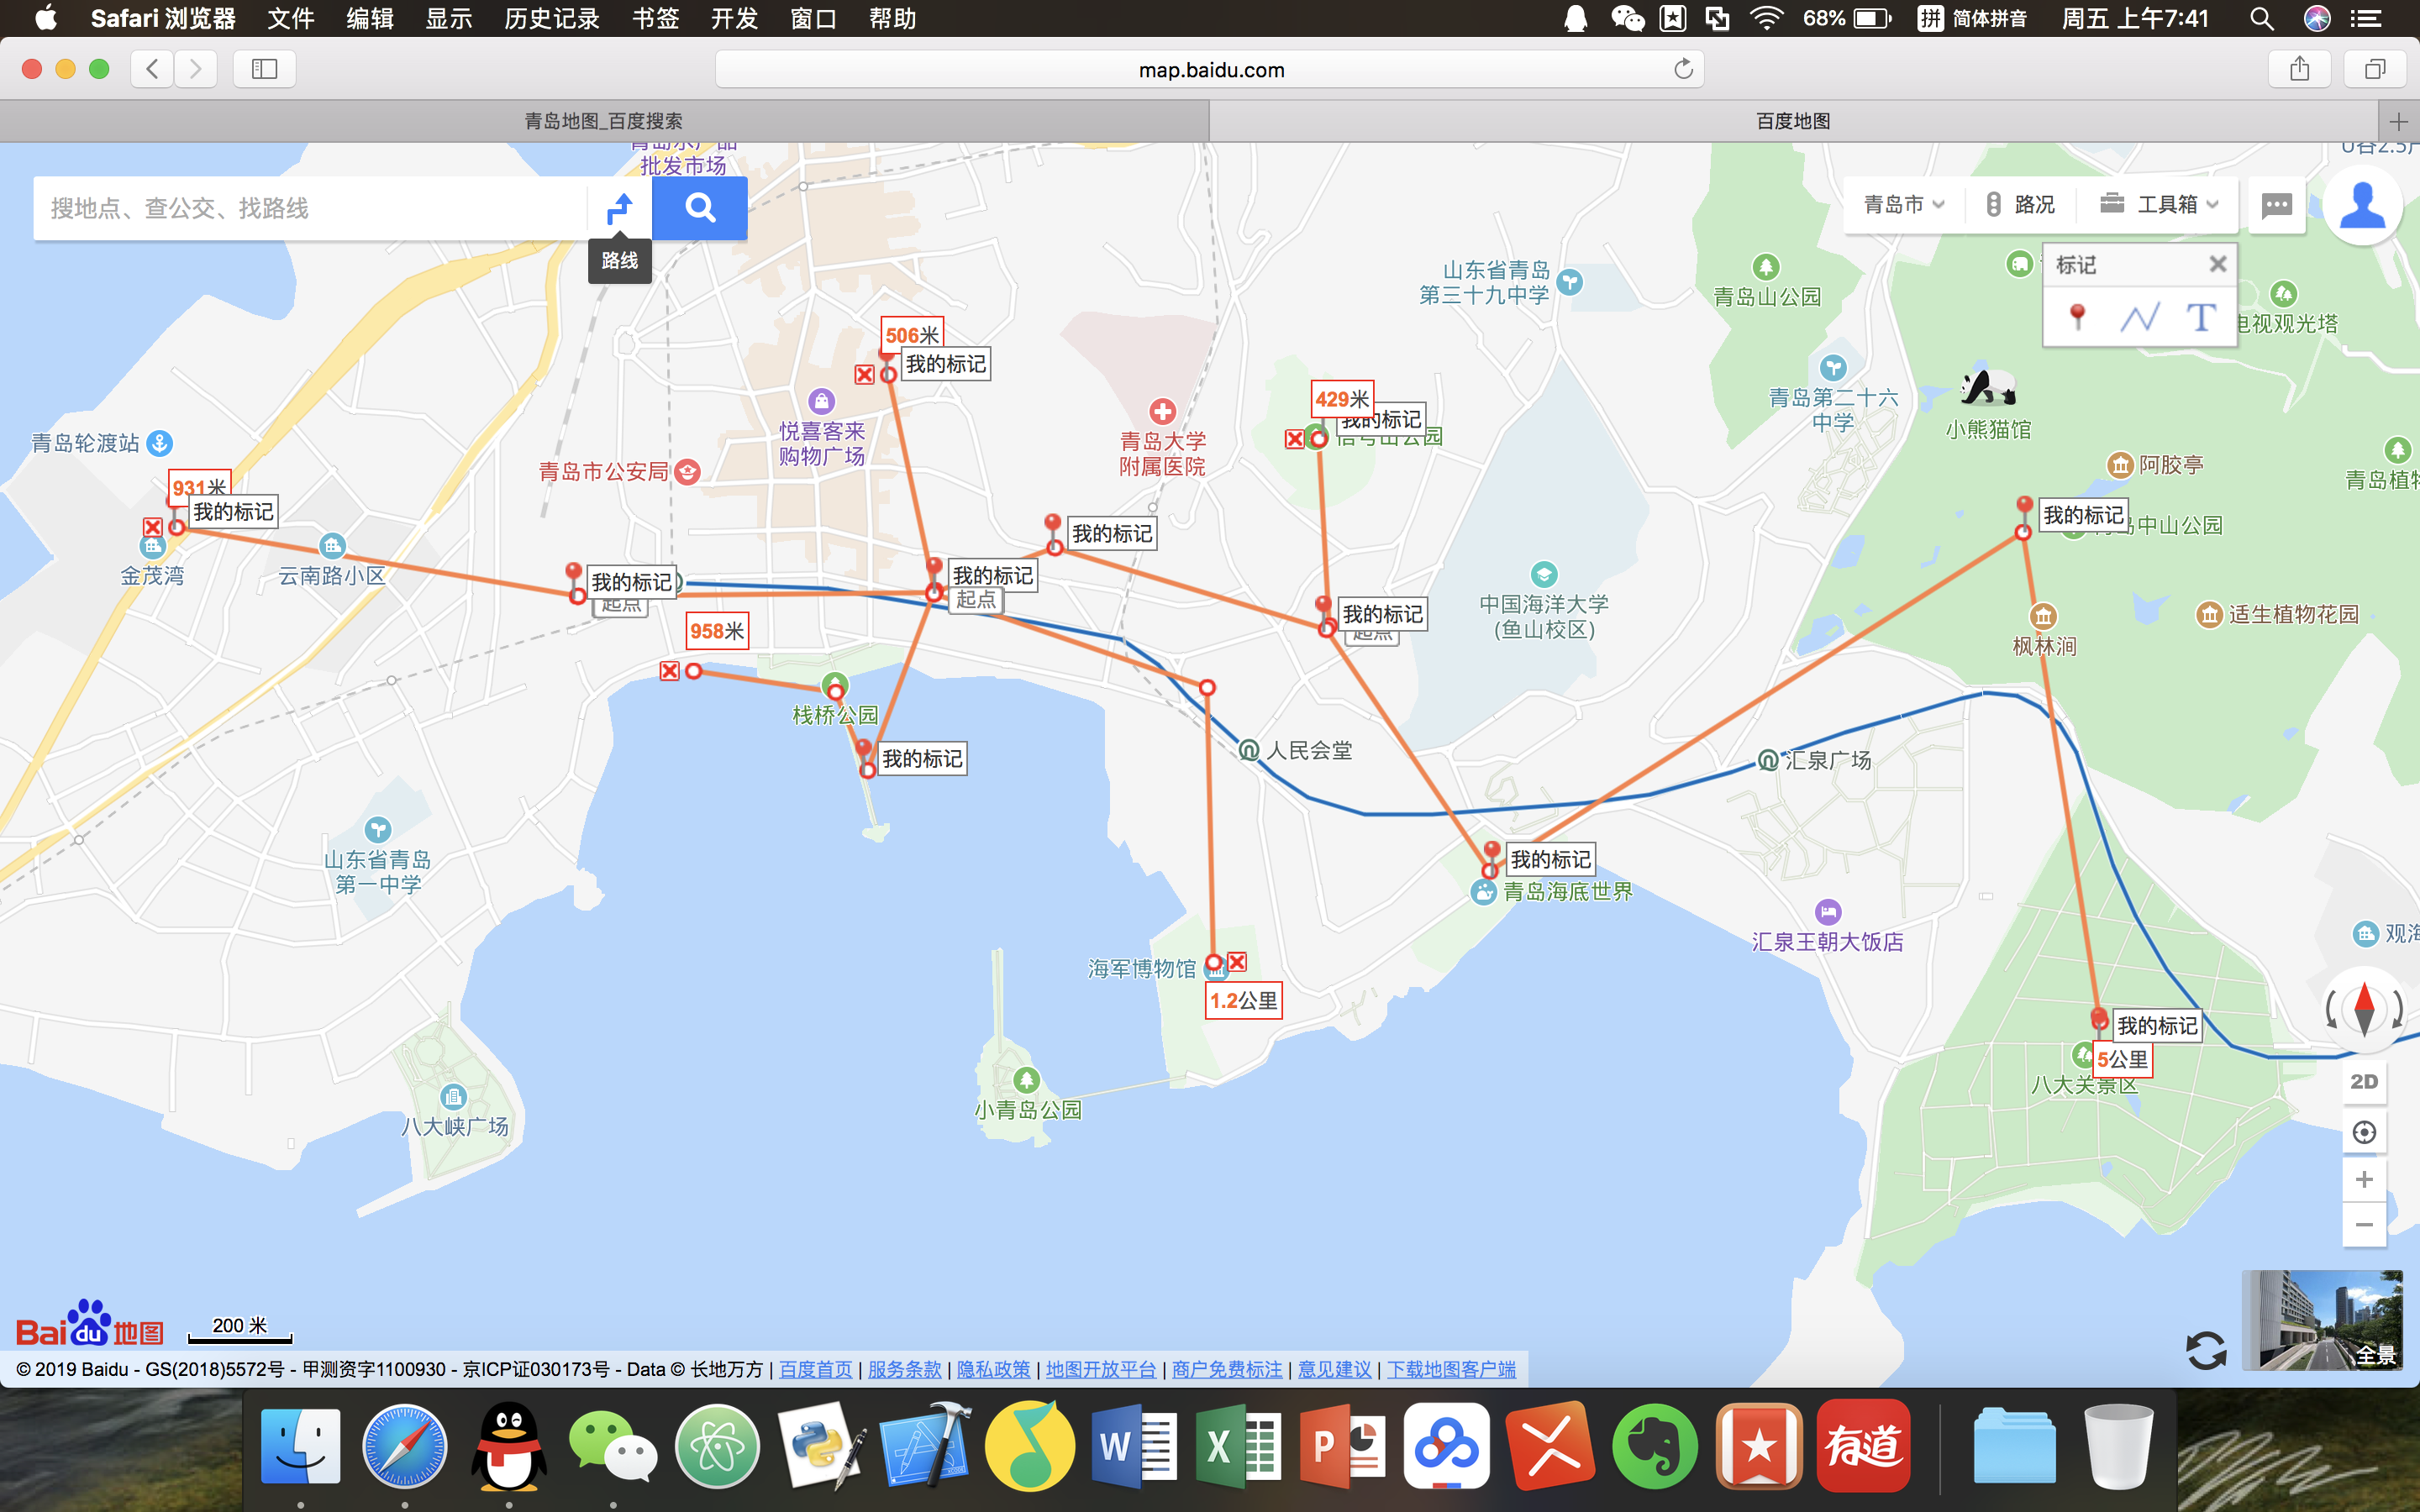 Safari 浏览器 文件 编辑 显示 历史记录 书签 开发 窗口 帮助
68% 拼 简体拼音 周五 上午7:41
map.baidu.com
青岛地图_百度搜索
百度地图
批发市场
搜地点、查公交、找路线
路线
青岛市 路况 工具箱
标记
T
电视观光塔
山东省青岛
第三十九中学
青岛山公园
506米
我的标记
青岛第二十六
中学
小熊猫馆
429米
我的标记
信号山公园
悦喜客来
购物广场
青岛大学
附属医院
青岛轮渡站
青岛市公安局
阿胶亭
青岛植物
931米
我的标记
我的标记
我的标记
中山公园
金茂湾
云南路小区
我的标记
起点
我的标记
起点
我的标记
起点
中国海洋大学
(鱼山校区)
适生植物花园
枫林涧
958米
栈桥公园
我的标记
人民会堂
汇泉广场
山东省青岛
第一中学
我的标记
青岛海底世界
汇泉王朝大饭店
观海
海军博物馆
1.2公里
我的标记
5公里
八大关景区
小青岛公园
八大峡广场
2D
全景
Baidu地图
200 米
© 2019 Baidu - GS(2018)5572号 - 甲测资字1100930 - 京ICP证030173号 - Data © 长地万方 | 百度首页 | 服务条款 | 隐私政策 | 地图开放平台 | 商户免费标注 | 意见建议 | 下载地图客户端
W X P 有道